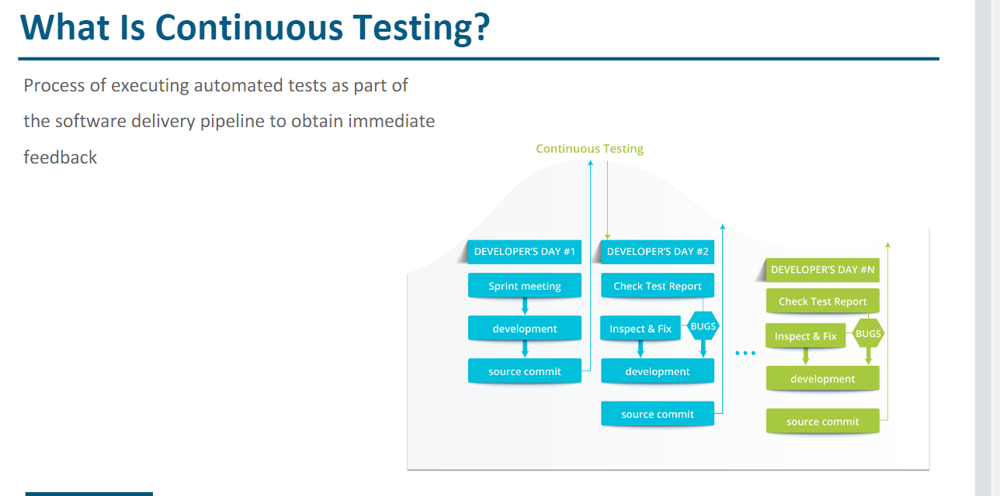 What Is Continuous Testing?
Process of executing automated tests as part of
the software delivery pipeline to obtain immediate
feedback
Continuous Testing
DEVELOPER'S DAY #1
Sprint meeting
development
source commit
DEVELOPER'S DAY #2
Check Test Report
Inspect & Fix
BUGS
development
source commit
...
DEVELOPER'S DAY #N
Check Test Report
Inspect & Fix
BUGS
development
source commit